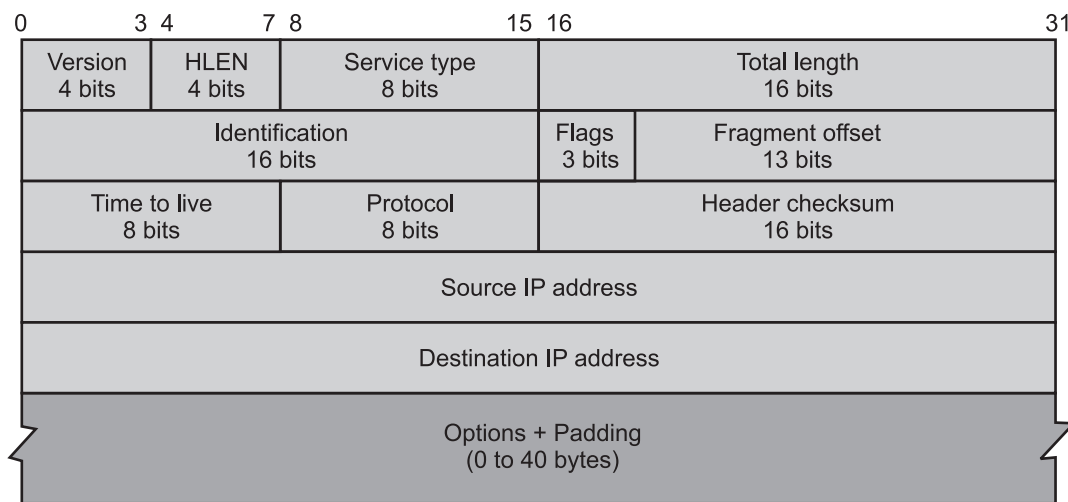 0 3 4 7 8 15 16 31
Version HLEN Service type Total length
4 bits 4 bits 8 bits 16 bits
Identification Flags Fragment offset
16 bits 3 bits 13 bits
Time to live Protocol Header checksum
8 bits 8 bits 16 bits
Source IP address
Destination IP address
Options + Padding
(0 to 40 bytes)